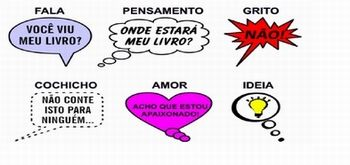 FALA PENSAMENTO GRITO
VOCÊ VIU
MEU LIVRO?
ONDE ESTARÁ
MEU LIVRO?
NÃO!
COCHICHO AMOR IDEIA
NÃO CONTE
ISTO PARA
NINGUÉM...
ACHO QUE ESTOU
APAIXONADO!